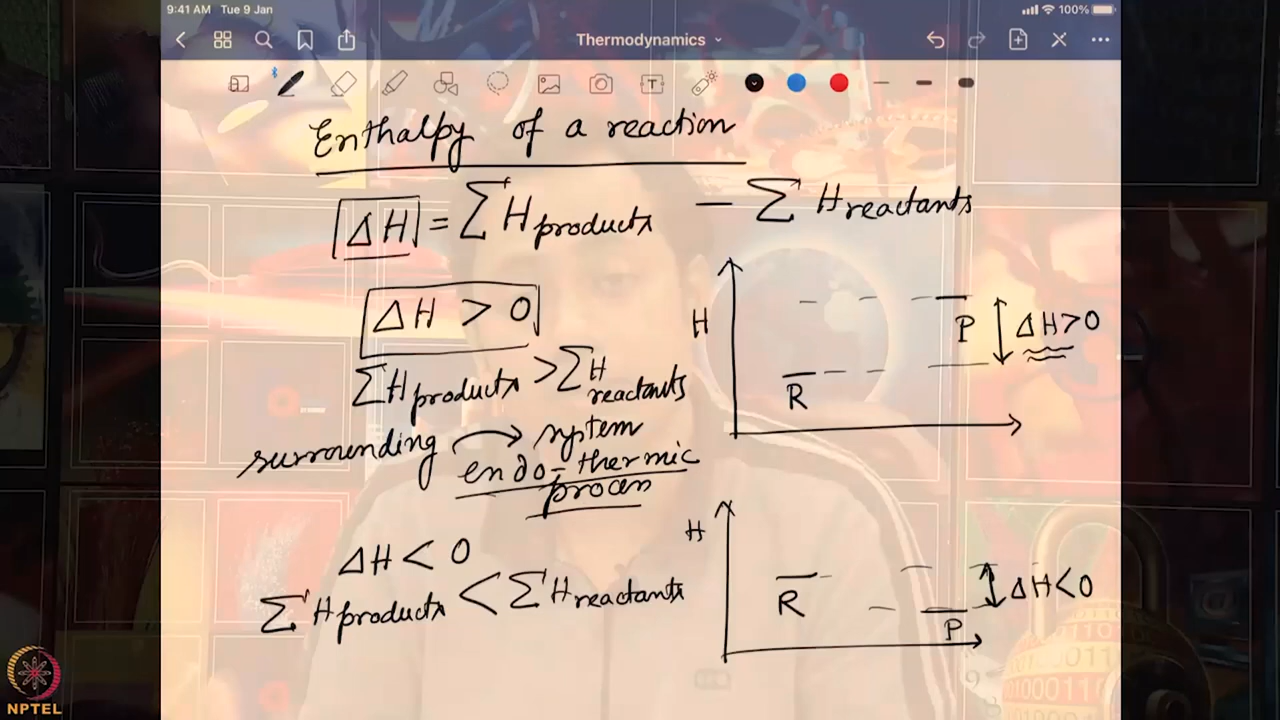 9:41 AM Tue 9 Jan
100%
Thermodynamics
T
Enthalpy of a reaction
ΔH = Σ H products − Σ H reactants
ΔH > 0
ΣH products > Σ H reactants
surrounding → system
endo-thermic
process
H
R
P
ΔH>0
ΔH < 0
Σ H products < Σ H reactants
H
R
P
ΔH<0
NPTEL